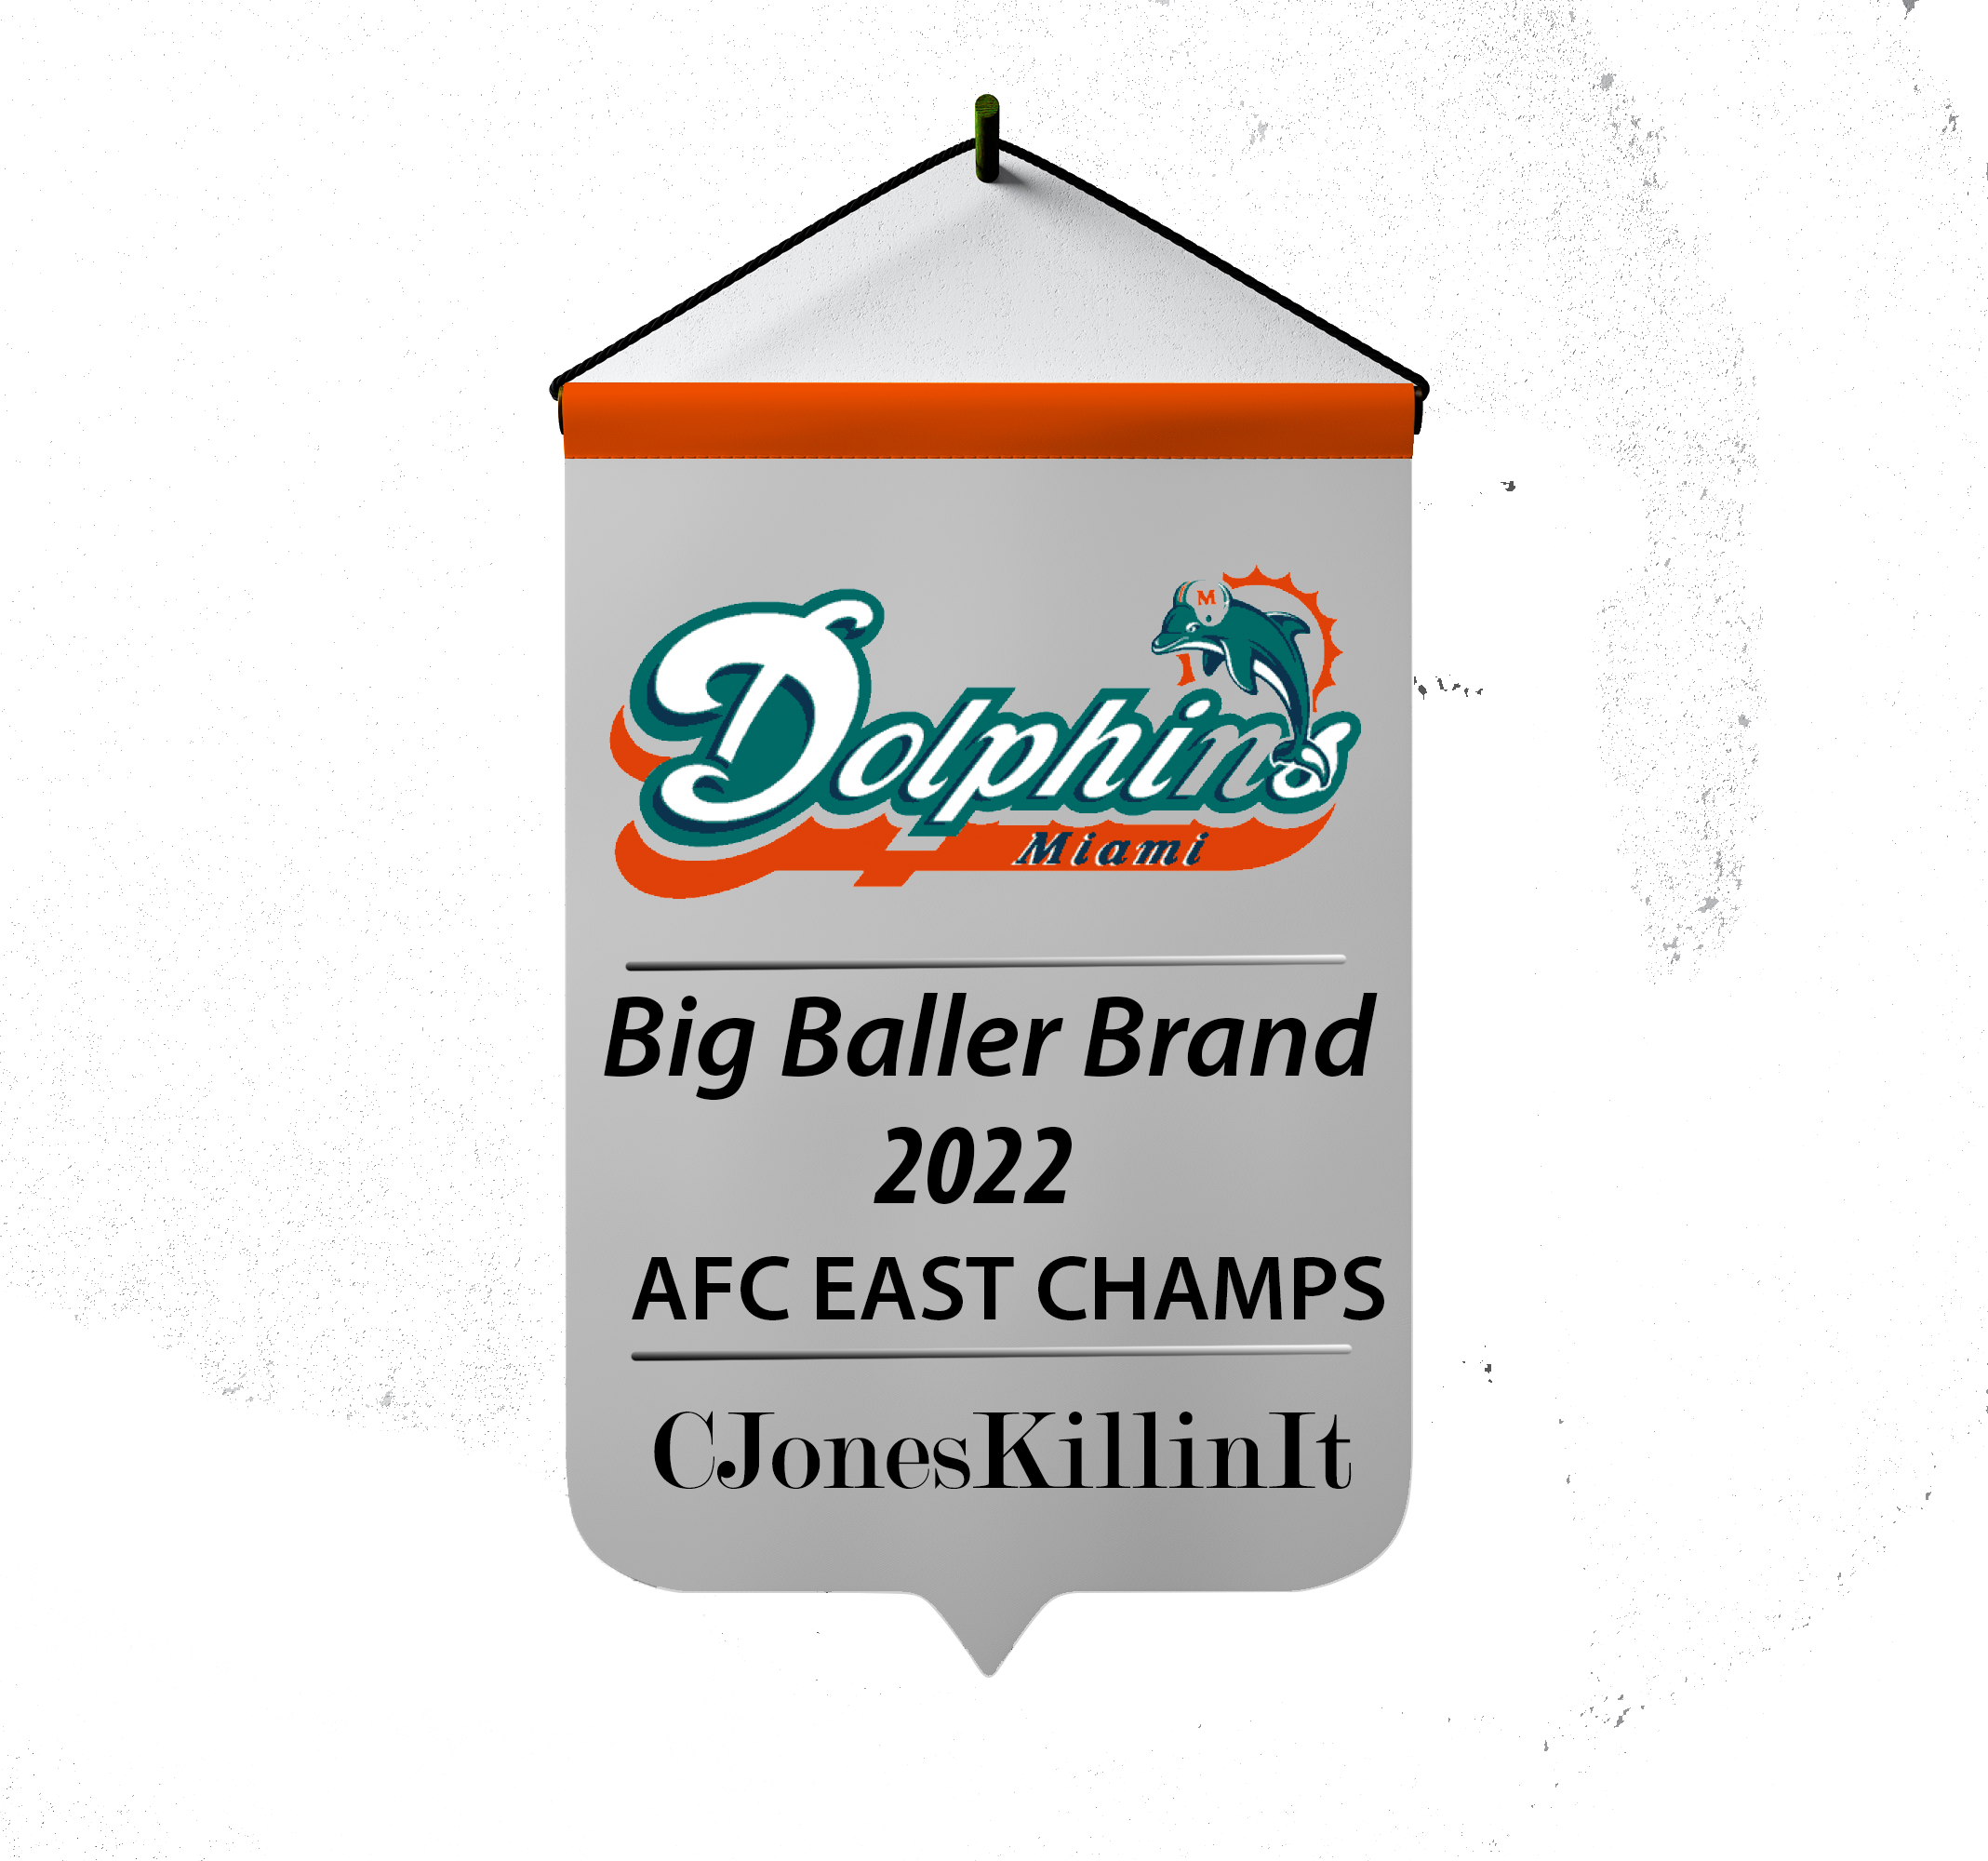 M
Dolphins
Miami
Big Baller Brand
2022
AFC EAST CHAMPS
CJonesKillinIt